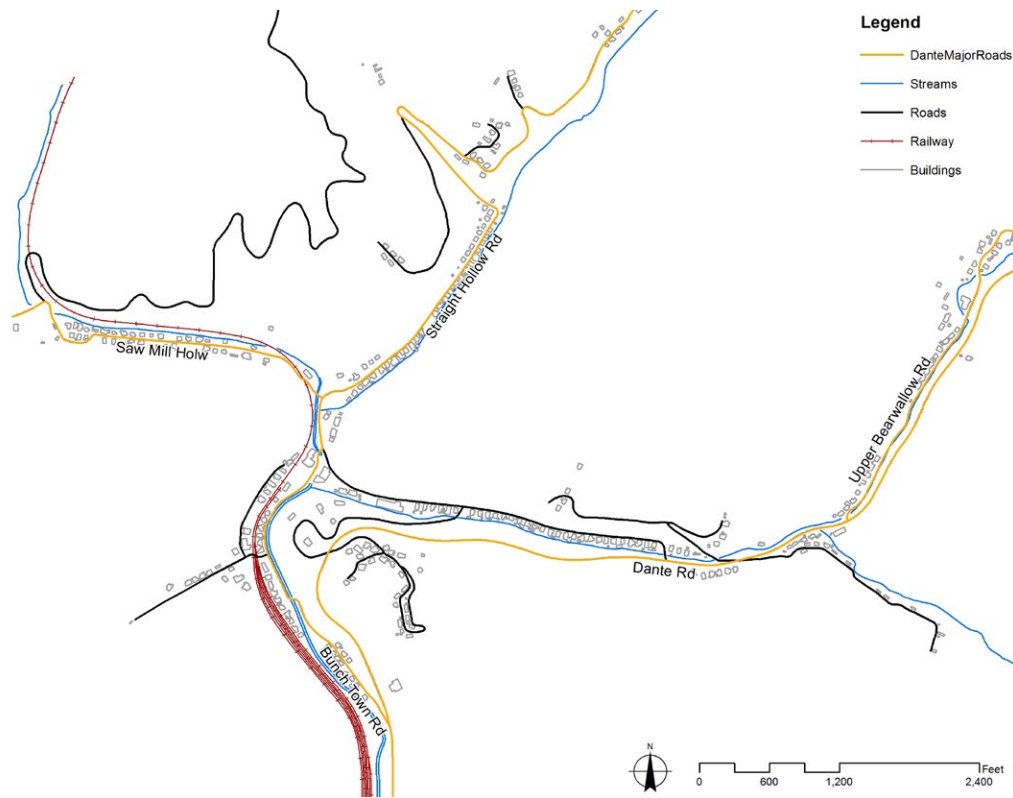 Legend
DanteMajorRoads
Streams
Roads
Railway
Buildings
Straight Hollow Rd
Saw Mill Holw
Upper Bearwallow Rd
Dante Rd
Bunch Town Rd
N
Feet
0 600 1,200 2,400